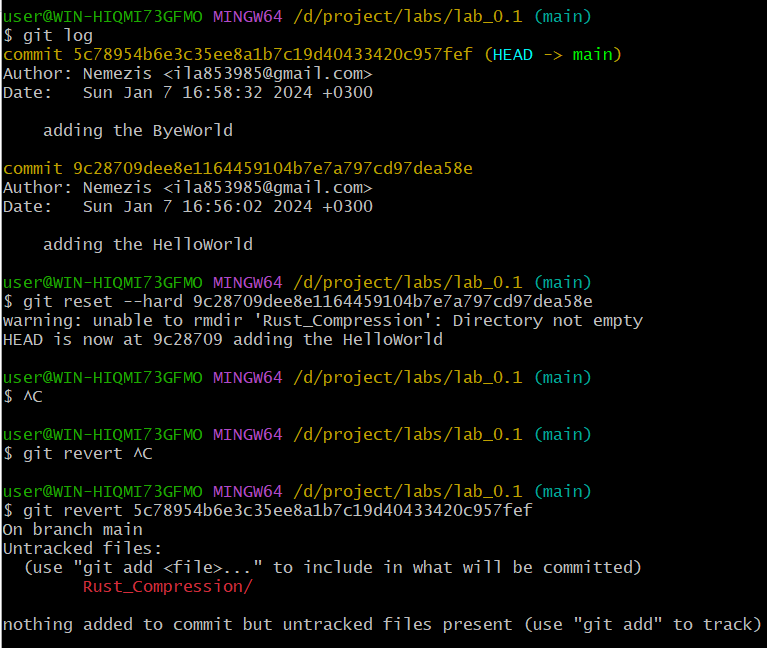 user@WIN-HIQMI73GFMO MINGW64 /d/project/labs/lab_0.1 (main)
$ git log
commit 5c78954b6e3c35ee8a1b7c19d40433420c957fef (HEAD -> main)
Author: Nemezis <ila853985@gmail.com>
Date:   Sun Jan 7 16:58:32 2024 +0300

    adding the ByeWorld

commit 9c28709dee8e1164459104b7e7a797cd97dea58e
Author: Nemezis <ila853985@gmail.com>
Date:   Sun Jan 7 16:56:02 2024 +0300

    adding the HelloWorld

user@WIN-HIQMI73GFMO MINGW64 /d/project/labs/lab_0.1 (main)
$ git reset --hard 9c28709dee8e1164459104b7e7a797cd97dea58e
warning: unable to rmdir 'Rust_Compression': Directory not empty
HEAD is now at 9c28709 adding the HelloWorld

user@WIN-HIQMI73GFMO MINGW64 /d/project/labs/lab_0.1 (main)
$ ^C

user@WIN-HIQMI73GFMO MINGW64 /d/project/labs/lab_0.1 (main)
$ git revert ^C

user@WIN-HIQMI73GFMO MINGW64 /d/project/labs/lab_0.1 (main)
$ git revert 5c78954b6e3c35ee8a1b7c19d40433420c957fef
On branch main
Untracked files:
  (use "git add <file>..." to include in what will be committed)
        Rust_Compression/

nothing added to commit but untracked files present (use "git add" to track)